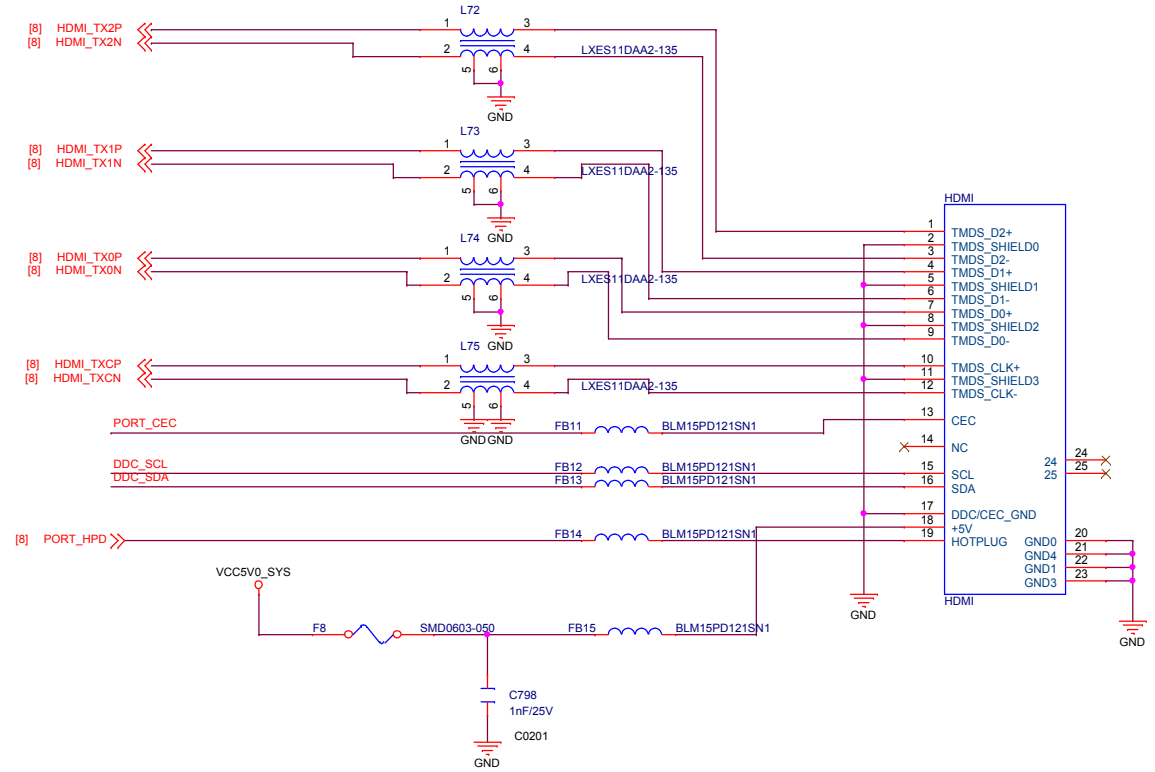 L72
[8] HDMI_TX2P 1 3
[8] HDMI_TX2N 2 4 LXES11DAA2-135
5 6
GND
L73
[8] HDMI_TX1P 1 3
[8] HDMI_TX1N 2 4 LXES11DAA2-135
5 6
GND
L74
[8] HDMI_TX0P 1 3
[8] HDMI_TX0N 2 4 LXES11DAA2-135
5 6
GND
L75
[8] HDMI_TXCP 1 3
[8] HDMI_TXCN 2 4 LXES11DAA2-135
5 6
GND GND
PORT_CEC FB11 BLM15PD121SN1
DDC_SCL FB12 BLM15PD121SN1
DDC_SDA FB13 BLM15PD121SN1
[8] PORT_HPD FB14 BLM15PD121SN1
VCC5V0_SYS
F8 SMD0603-050 FB15 BLM15PD121SN1
C798
1nF/25V
C0201
GND
HDMI
1 TMDS_D2+
2 TMDS_SHIELD0
3 TMDS_D2-
4 TMDS_D1+
5 TMDS_SHIELD1
6 TMDS_D1-
7 TMDS_D0+
8 TMDS_SHIELD2
9 TMDS_D0-
10 TMDS_CLK+
11 TMDS_SHIELD3
12 TMDS_CLK-
13 CEC
14 NC
15 SCL
16 SDA
17 DDC/CEC_GND
18 +5V
19 HOTPLUG
24 24
25 25
GND0 20
GND4 21
GND1 22
GND3 23
HDMI
GND
GND